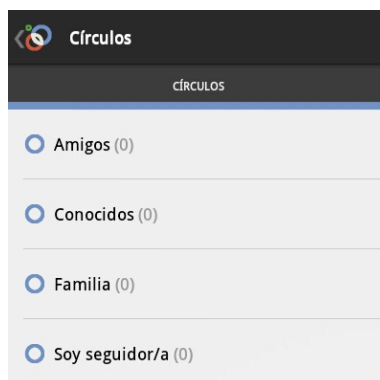 Círculos
CÍRCULOS
Amigos (0)
Conocidos (0)
Familia (0)
Soy seguidor/a (0)